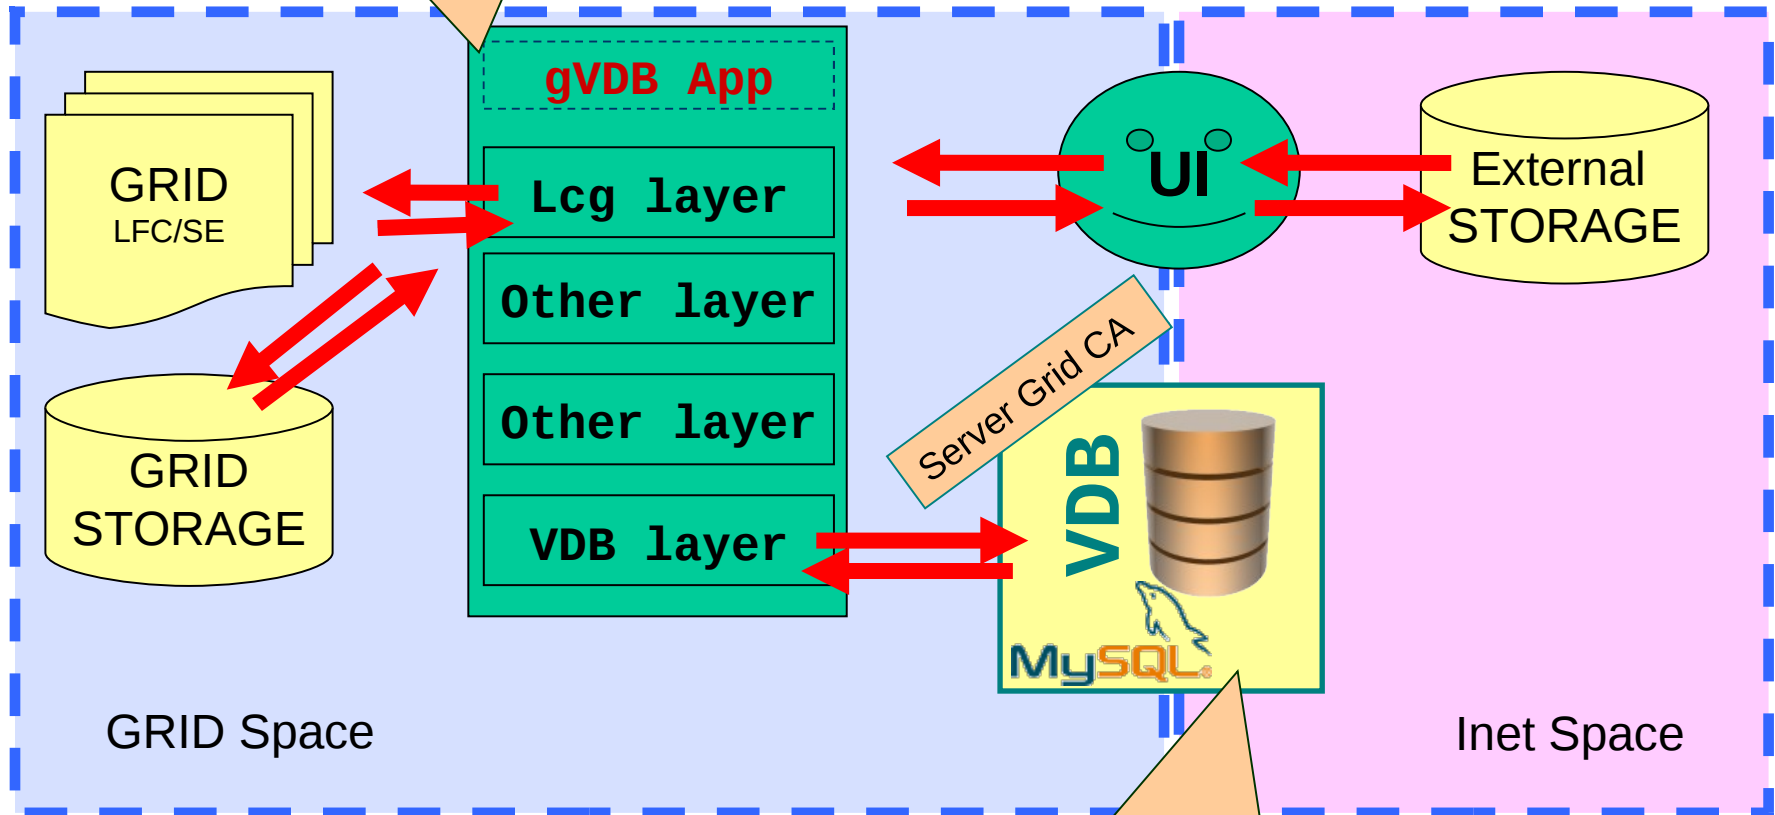 gVDB App
GRID
LFC/SE
Lcg layer
UI
External
STORAGE
Other layer
Server Grid CA
Other layer
GRID
STORAGE
VDB
VDB layer
MySQL
GRID Space
Inet Space